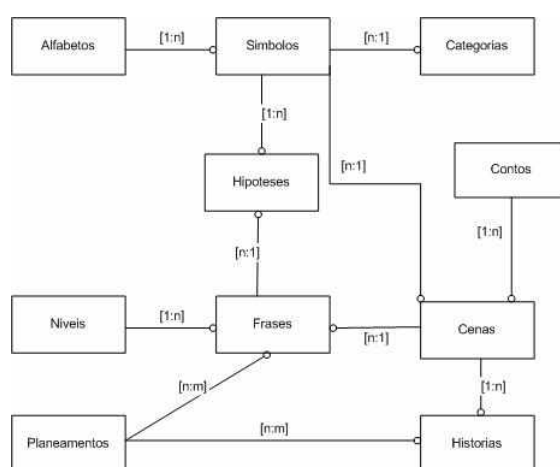 Alfabetos
[1:n]
Simbolos
[n:1]
Categorias
[1:n]
[n:1]
Hipoteses
Contos
[n:1]
[1:n]
Niveis
[1:n]
Frases
[n:1]
Cenas
[n:m]
[1:n]
Planeamentos
[n:m]
Historias